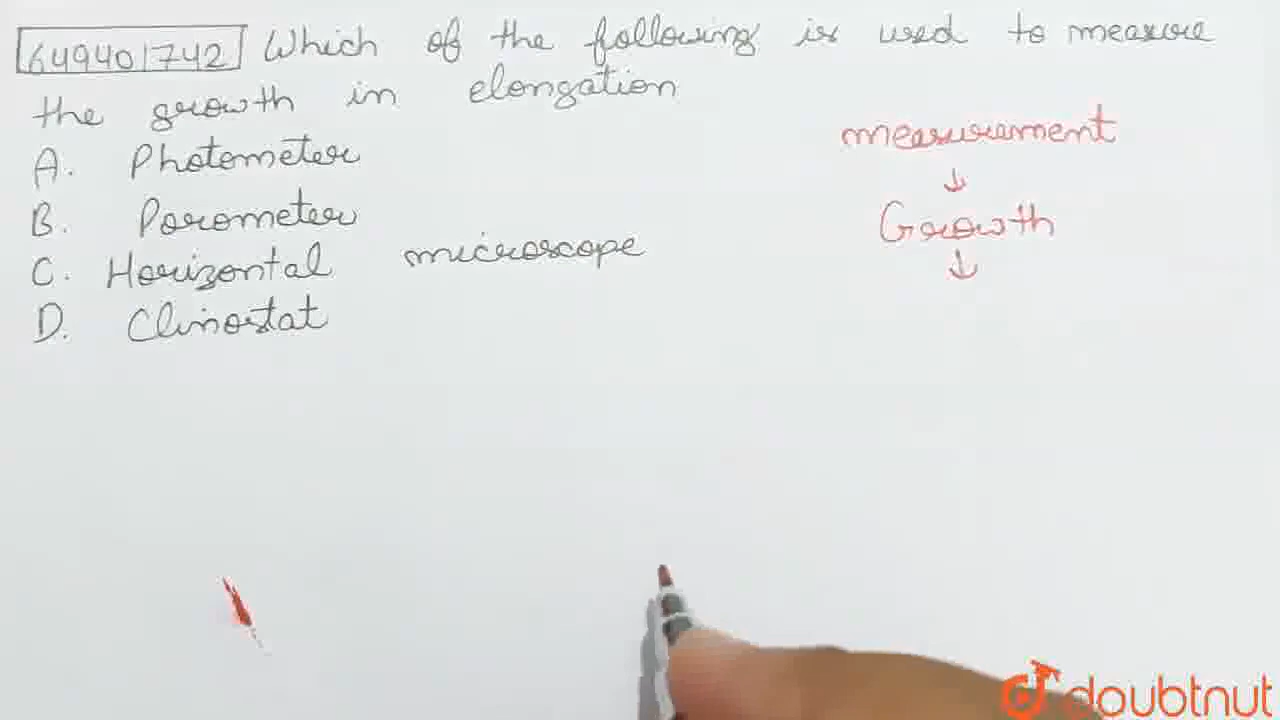 649401742 Which of the following is used to measure
the growth in elongation
A. Photometer
B. Porometer
C. Horizontal microscope
D. Clinostat
measurement
↓
Growth
↓
doubtnut